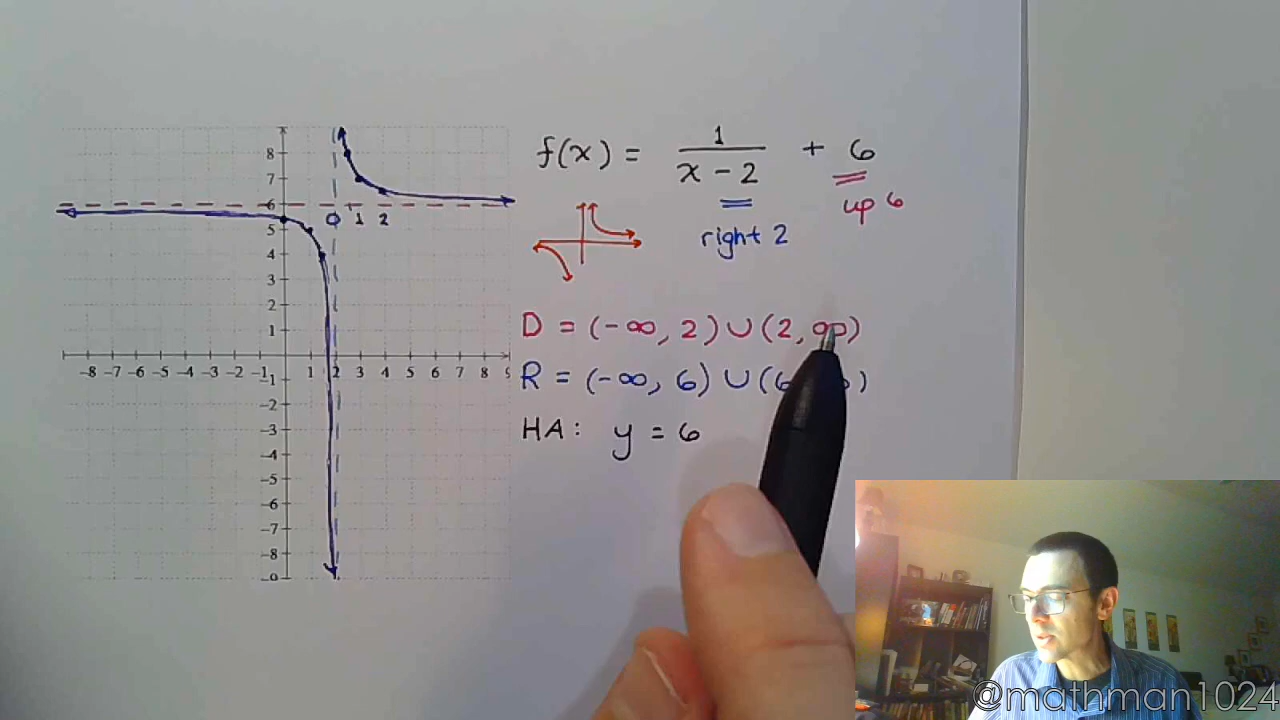 f(x) = 1/(x - 2) + 6
up 6
right 2
D = (-∞, 2) ∪ (2, ∞)
R = (-∞, 6) ∪ (6, )
HA: y = 6
8
7
6
5
4
3
2
1
0 1 2
-8 -7 -6 -5 -4 -3 -2 -1 1 2 3 4 5 6 7 8 9
-1
-2
-3
-4
-5
-6
-7
-8
-9
@mathman1024